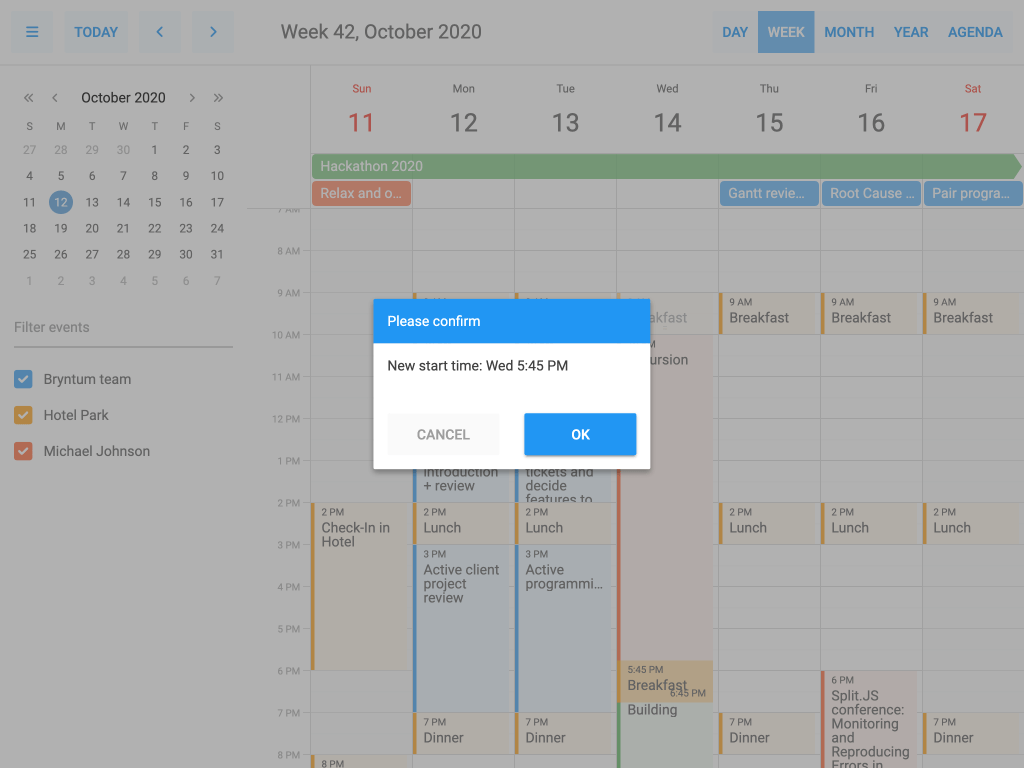 TODAY
Week 42, October 2020
DAY WEEK MONTH YEAR AGENDA
October 2020
S M T W T F S
27 28 29 30 1 2 3
4 5 6 7 8 9 10
11 12 13 14 15 16 17
18 19 20 21 22 23 24
25 26 27 28 29 30 31
1 2 3 4 5 6 7
Filter events
Bryntum team
Hotel Park
Michael Johnson
Sun Mon Tue Wed Thu Fri Sat
11 12 13 14 15 16 17
Hackathon 2020
Relax and o... Gantt revie... Root Cause ... Pair progra...
7 AM
8 AM
9 AM
10 AM
11 AM
12 PM
1 PM
2 PM
3 PM
4 PM
5 PM
6 PM
7 PM
8 PM
2 PM
Check-In in
Hotel
8 PM
introduction
+ review
2 PM
Lunch
3 PM
Active client
project
review
7 PM
Dinner
tickets and
decide
features to
2 PM
Lunch
3 PM
Active
programmi...
7 PM
Dinner
5:45 PM
Breakfast
6:45 PM
Building
9 AM
Breakfast
2 PM
Lunch
7 PM
Dinner
9 AM
Breakfast
2 PM
Lunch
6 PM
Split.JS
conference:
Monitoring
and
Reproducing
Errors in
9 AM
Breakfast
2 PM
Lunch
7 PM
Dinner
Please confirm
New start time: Wed 5:45 PM
CANCEL OK